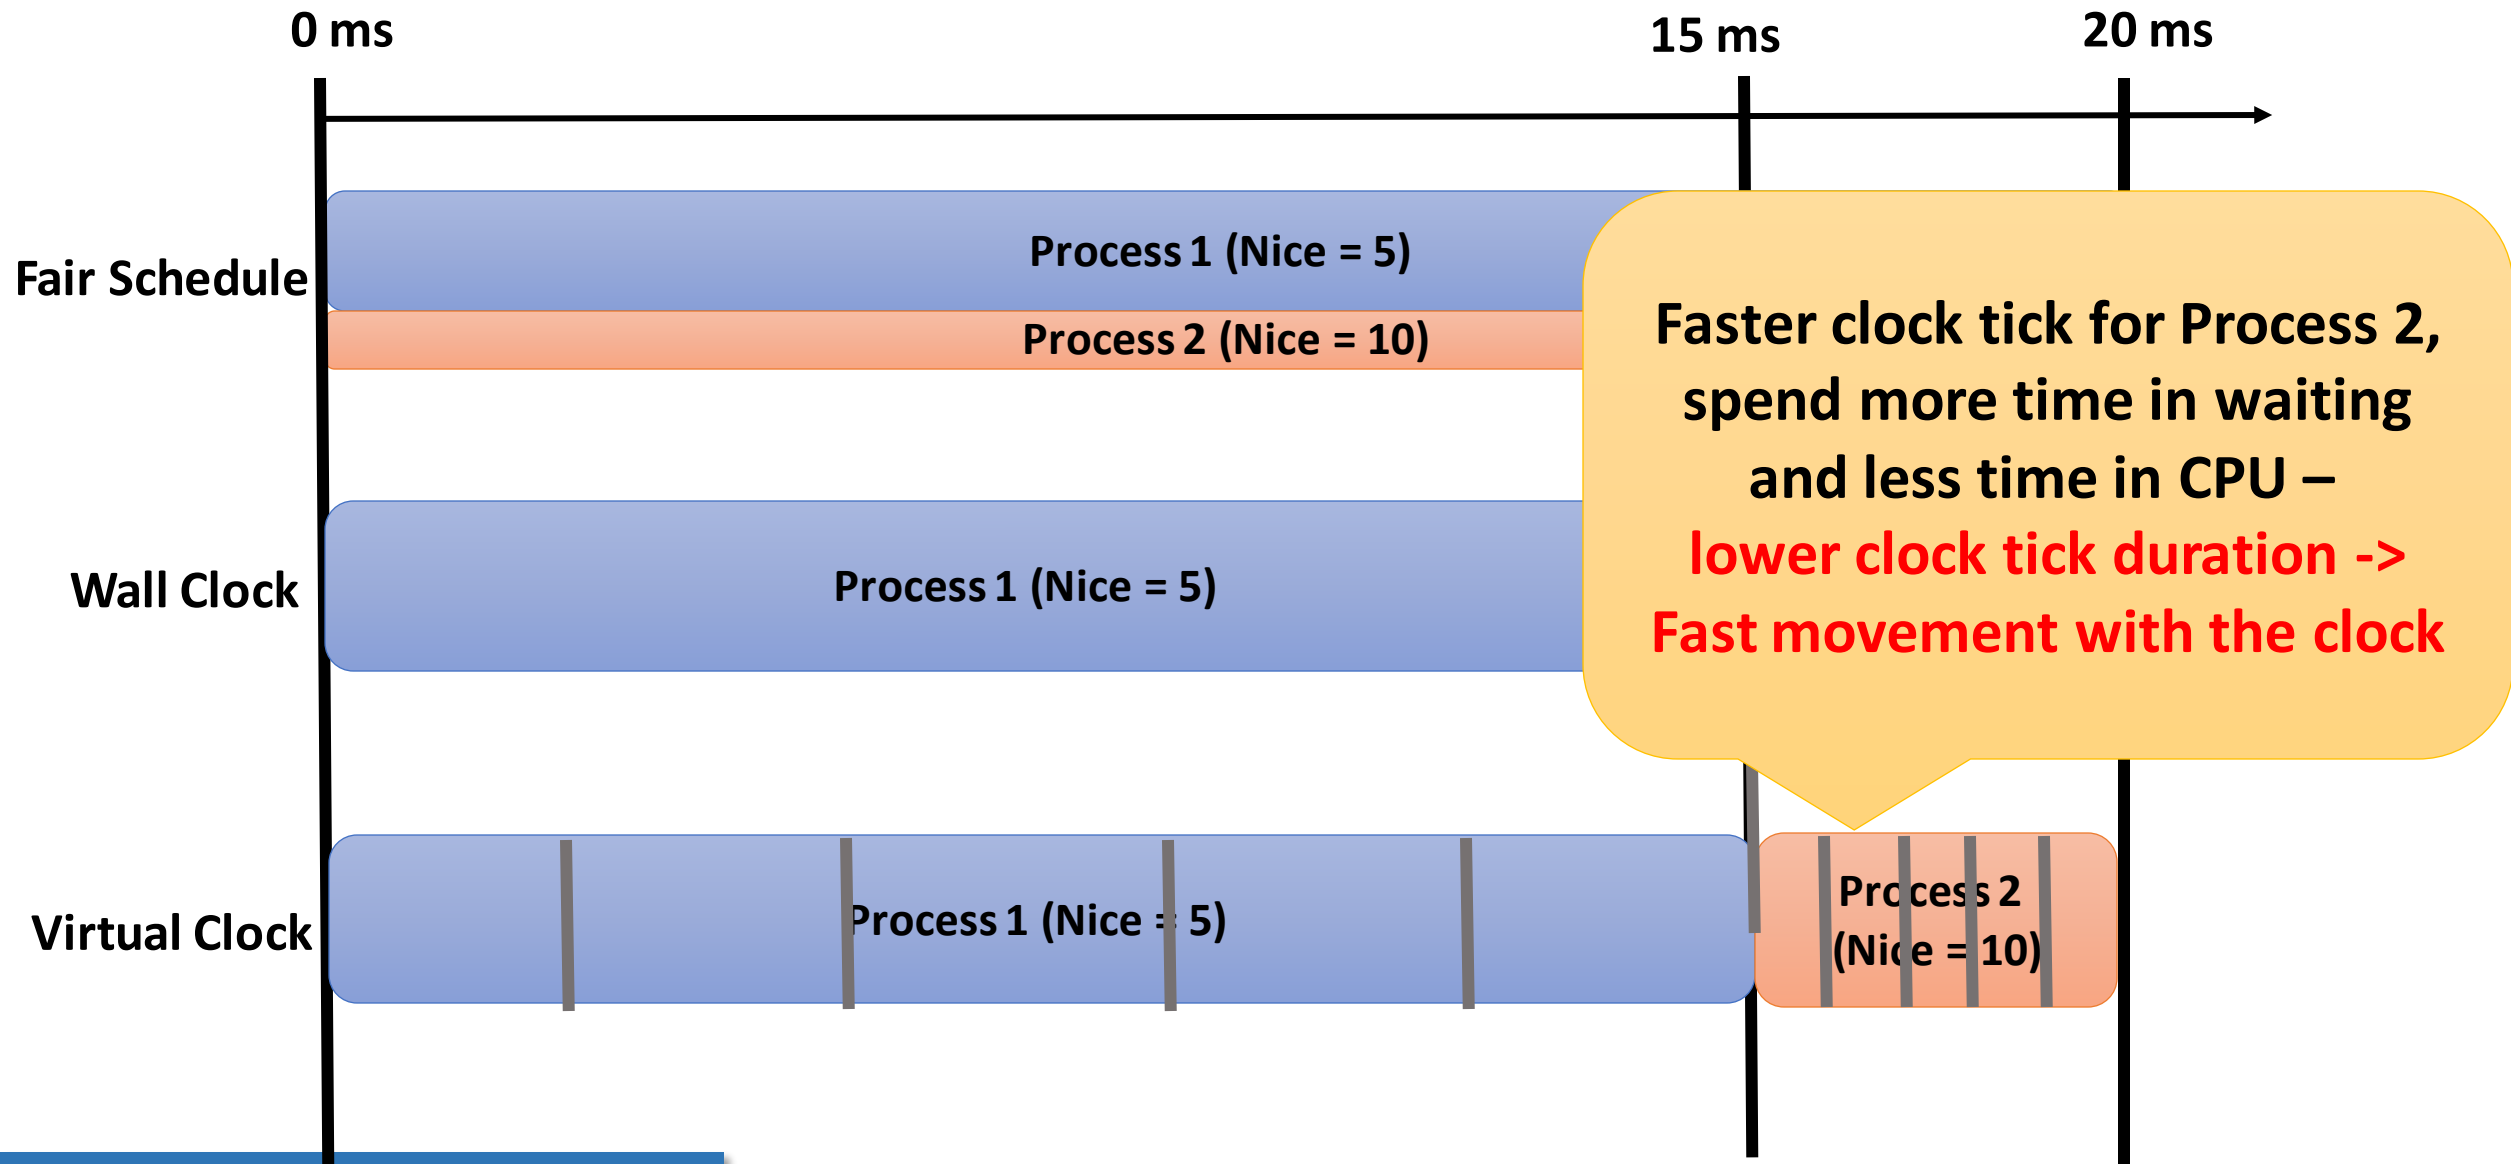 0 ms
15 ms
20 ms
Fair Schedule
Process 1 (Nice = 5)
Process 2 (Nice = 10)
Faster clock tick for Process 2,
spend more time in waiting
and less time in CPU –
lower clock tick duration ->
Fast movement with the clock
Wall Clock
Process 1 (Nice = 5)
Virtual Clock
Process 1 (Nice = 5)
Process 2
(Nice = 10)